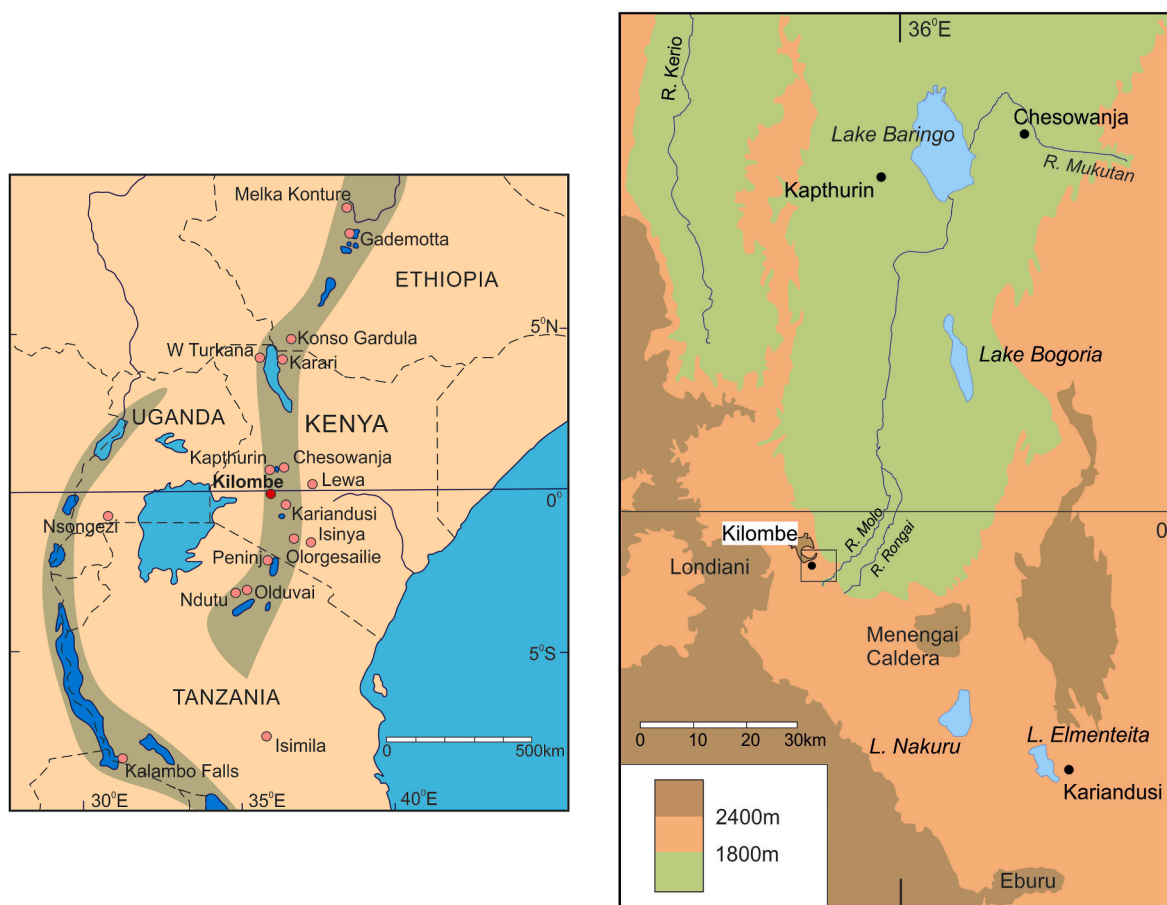 Melka Konture
Gademotta
ETHIOPIA
5°N
Konso Gardula
W Turkana
Karari
UGANDA
KENYA
Kapthurin
Chesowanja
Kilombe
Lewa
0°
Kariandusi
Nsongezi
Isinya
Peninj
Olorgesailie
Ndutu
Olduvai
5°S
TANZANIA
Isimila
0
500km
Kalambo Falls
30°E
35°E
40°E
36°E
R. Kerio
Chesowanja
Lake Baringo
R. Mukutan
Kapthurin
Lake Bogoria
R. Molo
R. Rongai
Kilombe
0
Londiani
Menengai
Caldera
0 10 20 30km
L. Nakuru
L. Elmenteita
Kariandusi
2400m
1800m
Eburu